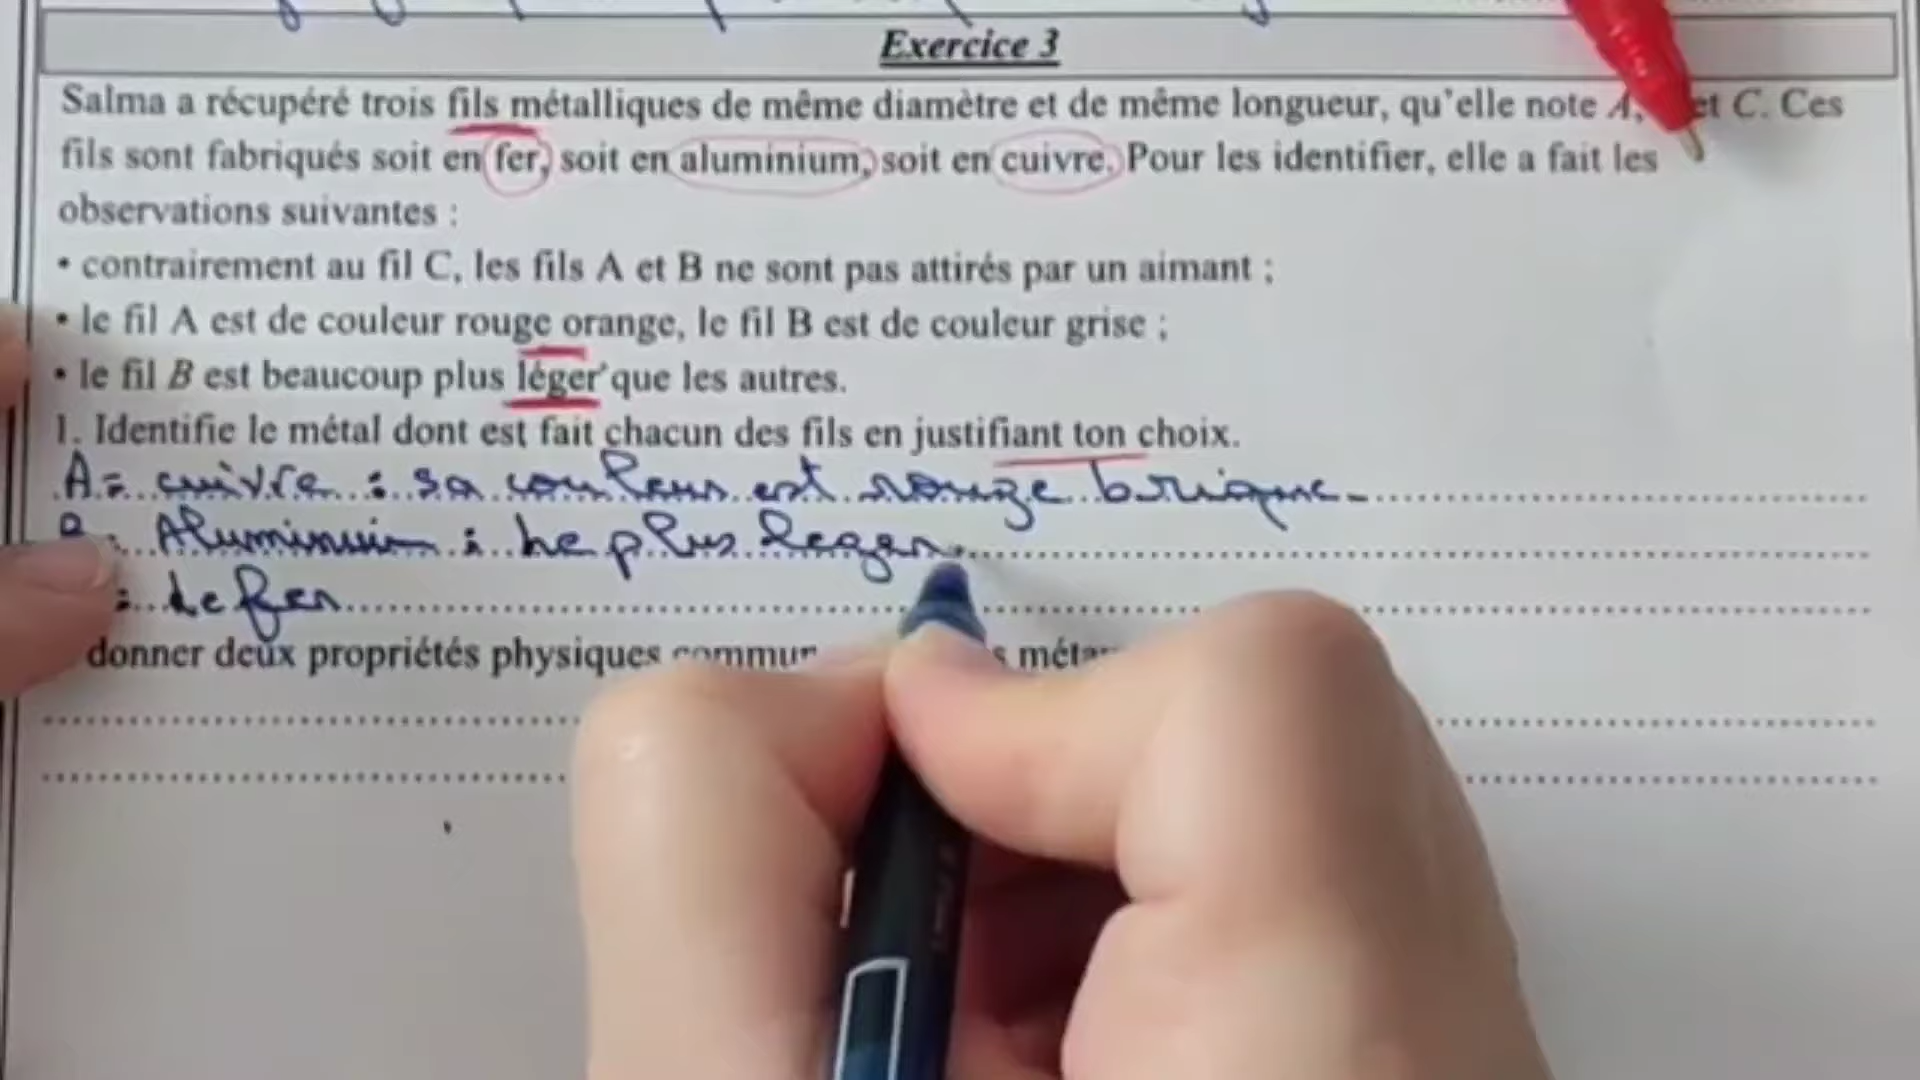 Exercice 3
Salma a récupéré trois fils métalliques de même diamètre et de même longueur, qu'elle note A, et C. Ces
fils sont fabriqués soit en fer, soit en aluminium, soit en cuivre. Pour les identifier, elle a fait les
observations suivantes :
• contrairement au fil C, les fils A et B ne sont pas attirés par un aimant ;
• le fil A est de couleur rouge orange, le fil B est de couleur grise ;
• le fil B est beaucoup plus léger que les autres.
1. Identifie le métal dont est fait chacun des fils en justifiant ton choix.
A = cuivre : sa couleur est rouge brique.
Aluminium : le plus leger.
: le fer
donner deux propriétés physiques